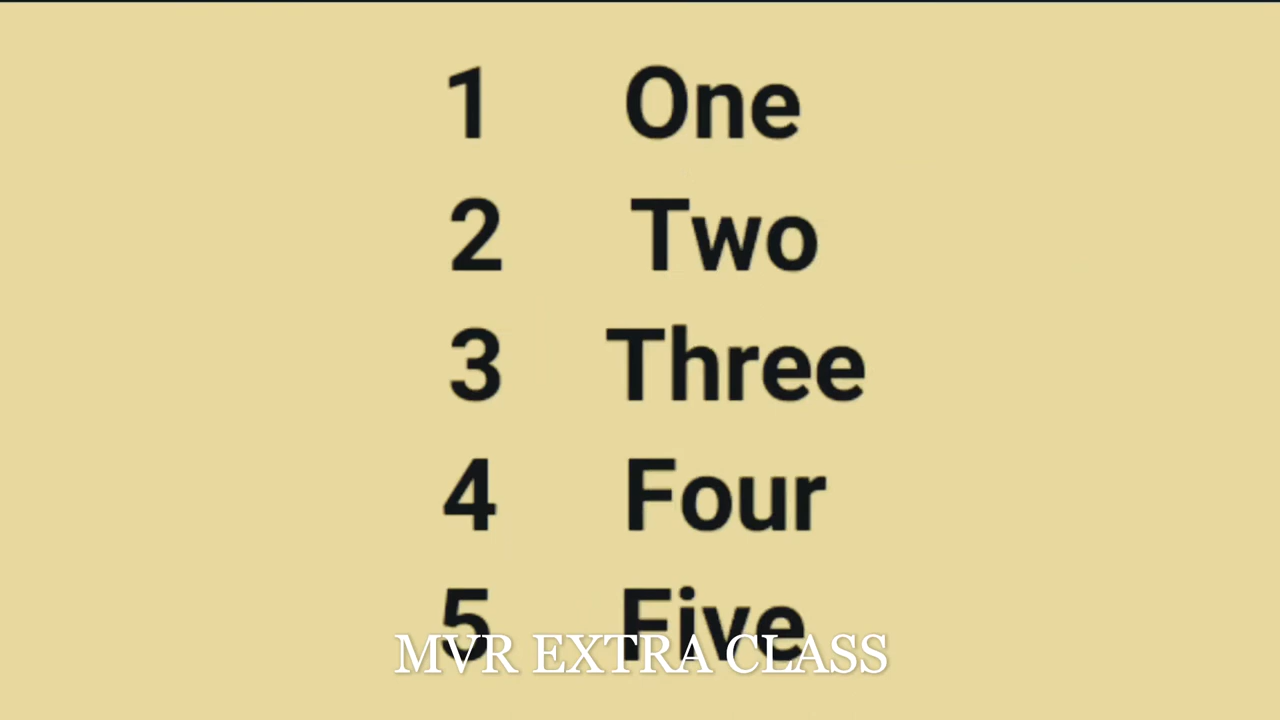 1 One
2 Two
3 Three
4 Four
5 Five
MVR EXTRA CLASS